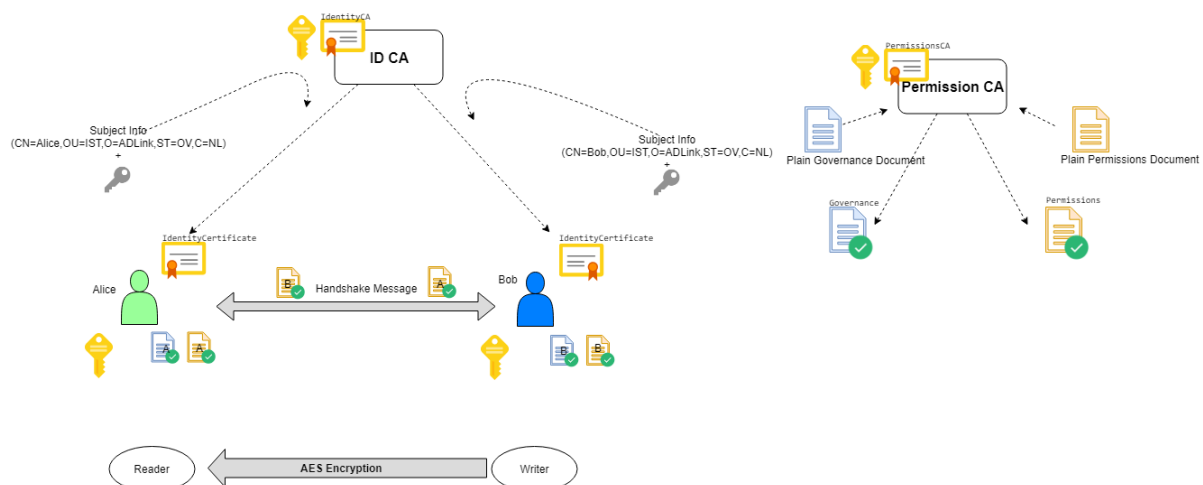 IdentityCA
ID CA
PermissionsCA
Permission CA
Subject Info
(CN=Alice,OU=IST,O=ADLink,ST=OV,C=NL)
+
Subject Info
(CN=Bob,OU=IST,O=ADLink,ST=OV,C=NL)
+
Plain Governance Document
Plain Permissions Document
Governance
Permissions
IdentityCertificate
IdentityCertificate
Alice
B
Handshake Message
A
Bob
A
A
B
B
Reader
AES Encryption
Writer